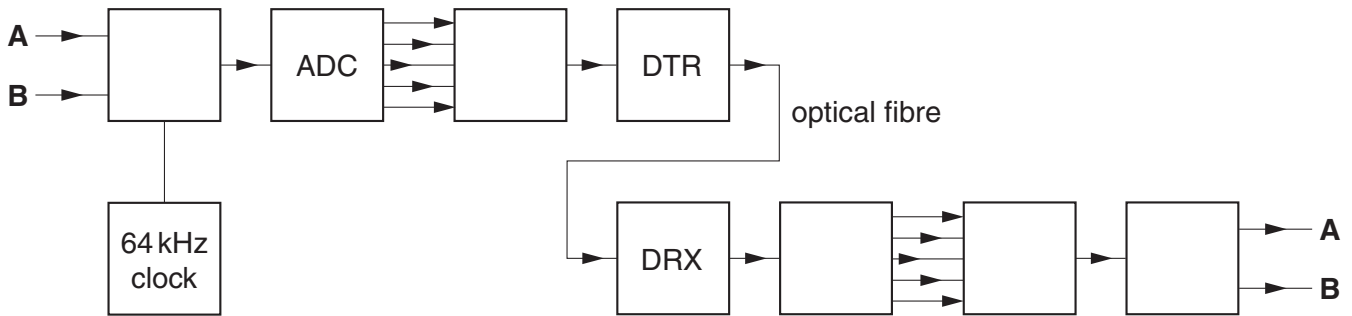 A
B
ADC
DTR
optical fibre
64 kHz
clock
DRX
A
B